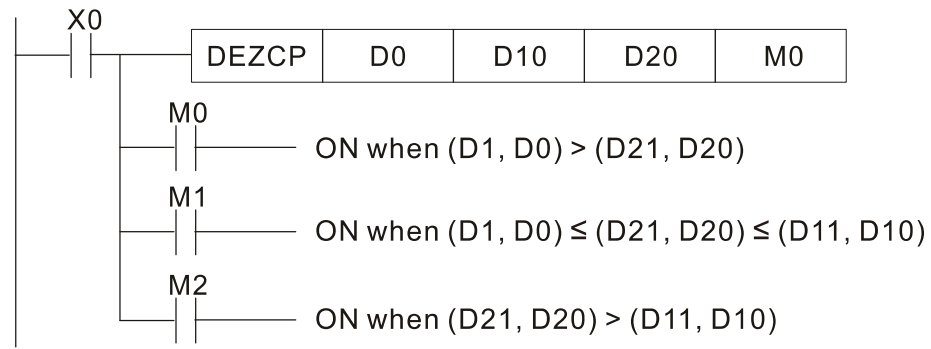 X0
DEZCP D0 D10 D20 M0
M0
ON when (D1, D0) > (D21, D20)
M1
ON when (D1, D0) ≤ (D21, D20) ≤ (D11, D10)
M2
ON when (D21, D20) > (D11, D10)